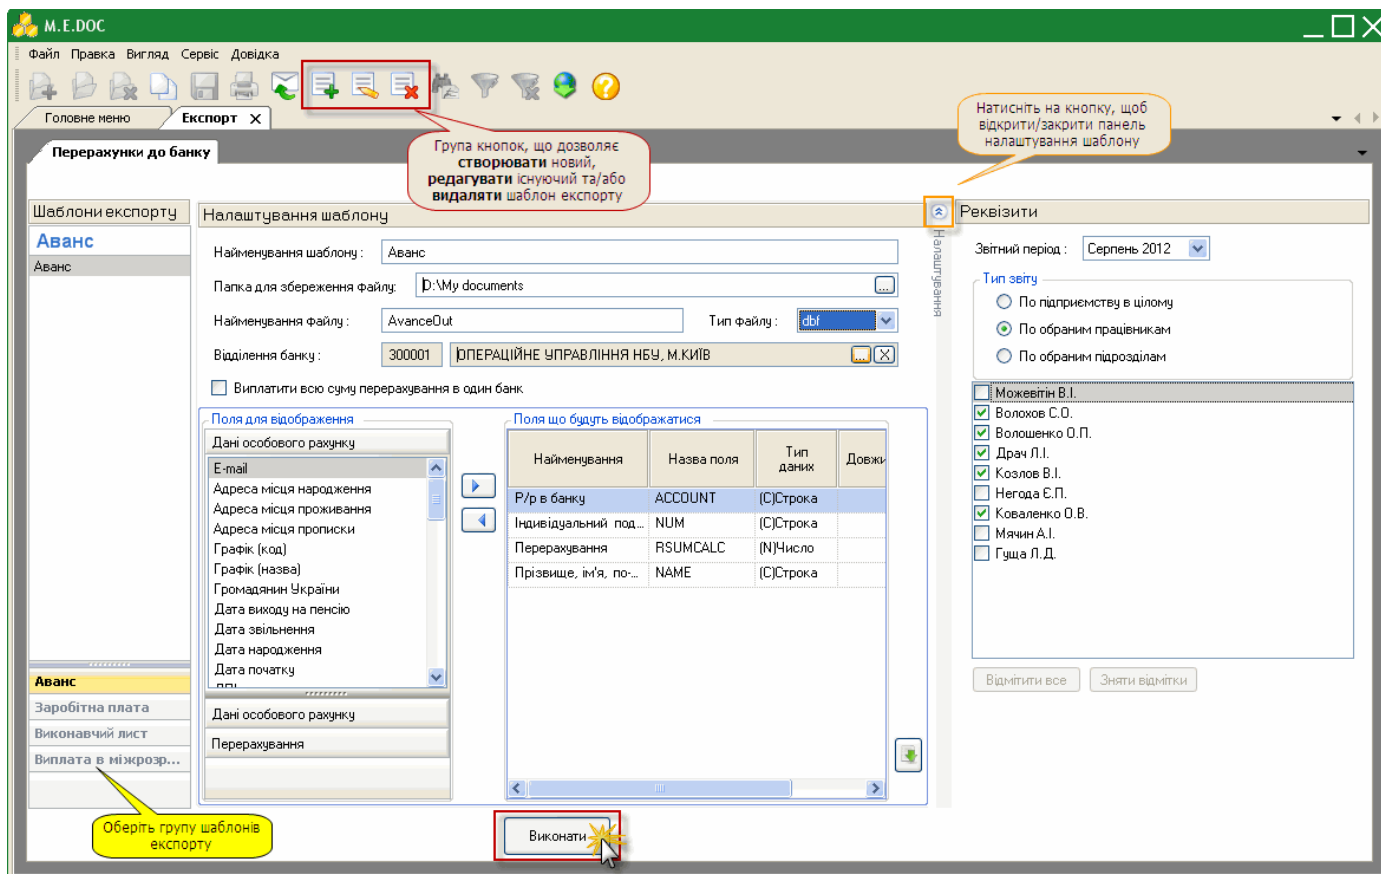 M.E.DOC
Файл Правка Вигляд Сервіс Довідка
Головне меню
Експорт X
Перерахунки до банку
Група кнопок, що дозволяє
створювати новий,
редагувати існуючий та/або
видаляти шаблон експорту
Натисніть на кнопку, щоб
відкрити/закрити панель
налаштування шаблону
Шаблони експорту
Аванс
Аванс
Аванс
Заробітна плата
Виконавчий лист
Виплата в міжрозр...
Оберіть групу шаблонів
експорту
Налаштування шаблону
Найменування шаблону : Аванс
Папка для збереження файлу: D:\My documents ...
Найменування файлу : AvanceOut Тип файлу : dbf
Відділення банку : 300001 ОПЕРАЦІЙНЕ УПРАВЛІННЯ НБУ, М.КИЇВ ... X
Виплатити всю суму перерахування в один банк
Поля для відображення
Дані особового рахунку
E-mail
Адреса місця народження
Адреса місця проживання
Адреса місця прописки
Графік (код)
Графік (назва)
Громадянин України
Дата виходу на пенсію
Дата звільнення
Дата народження
Дата початку
Дані особового рахунку
Перерахування
Поля що будуть відображатися
Найменування Назва поля Тип даних Довжи
Р/р в банку ACCOUNT (C)Строка
Індивідуальний под... NUM (C)Строка
Перерахування RSUMCALC (N)Число
Прізвище, ім'я, по-... NAME (C)Строка
Виконати
Налаштування
Реквізити
Звітний період : Серпень 2012
Тип звіту
По підприємству в цілому
По обраним працівникам
По обраним підрозділам
Можевітін В.І.
Волохов С.О.
Волошенко О.П.
Драч Л.І.
Козлов В.І.
Негода Є.П.
Коваленко О.В.
Мячин А.І.
Гуща Л.Д.
Відмітити все Зняти відмітки